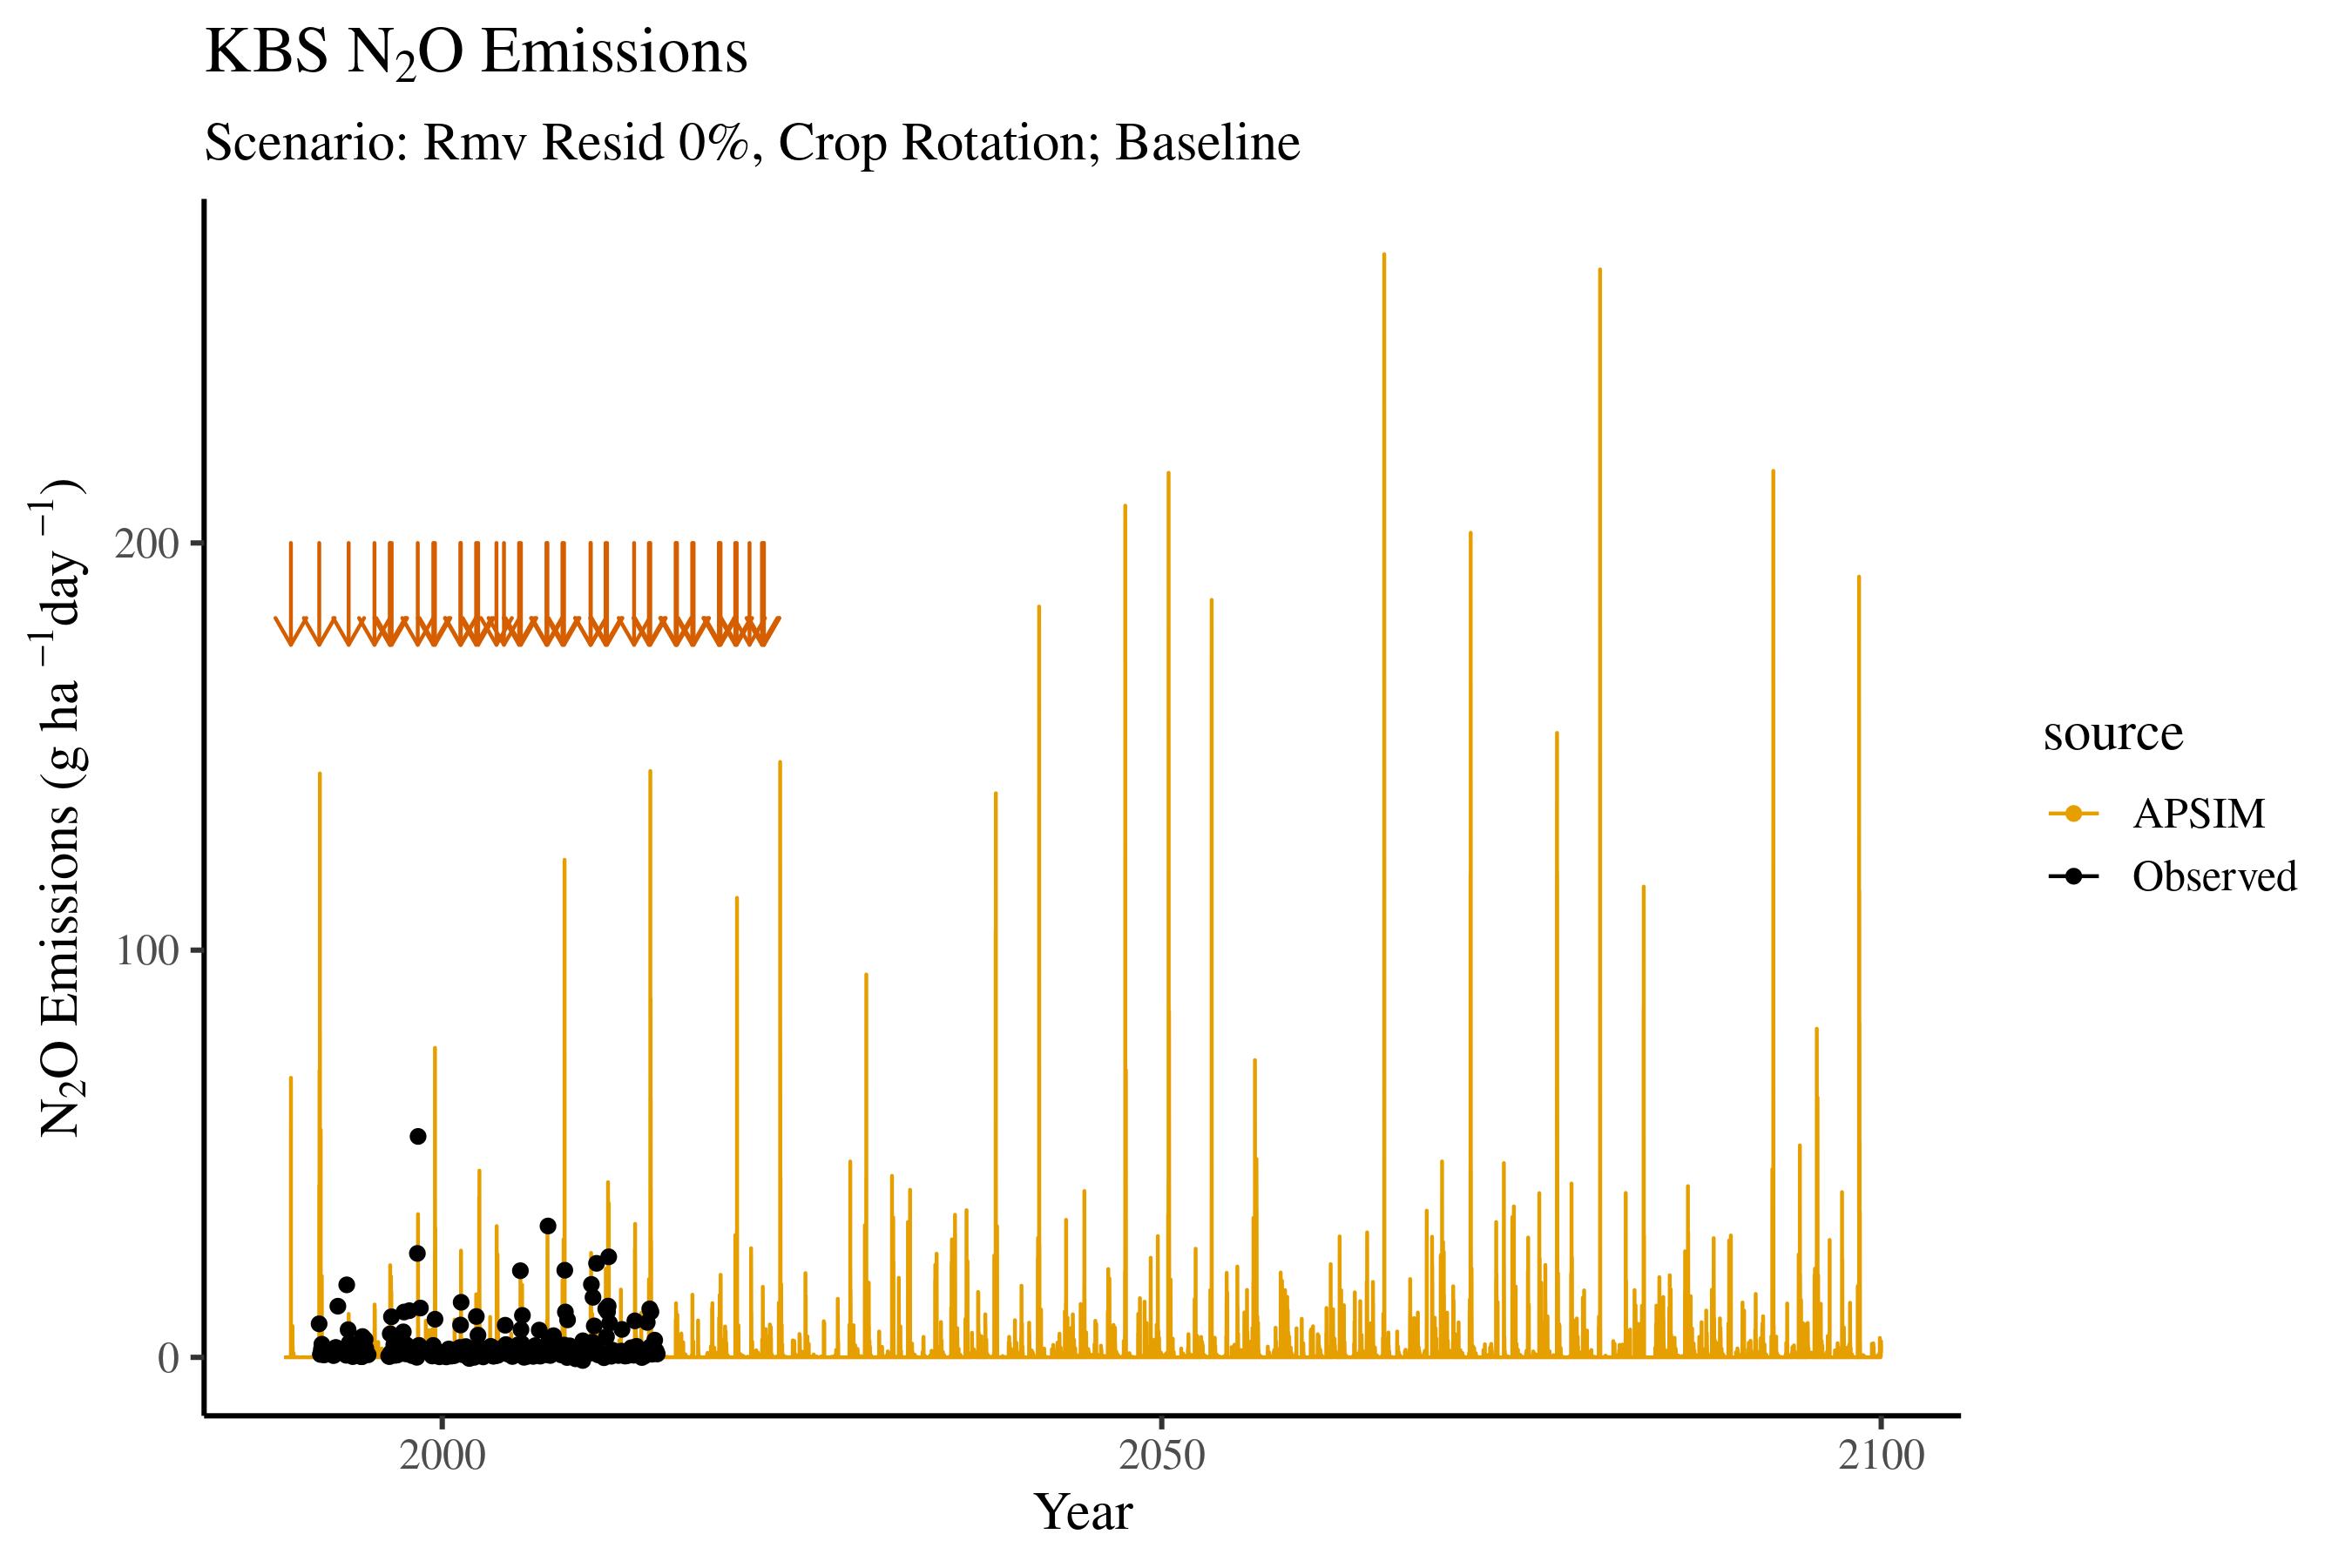 KBS N₂O Emissions
Scenario: Rmv Resid 0%, Crop Rotation; Baseline
N₂O Emissions (g ha⁻¹day⁻¹)
200
100
0
2000
2050
2100
Year
source
APSIM
Observed